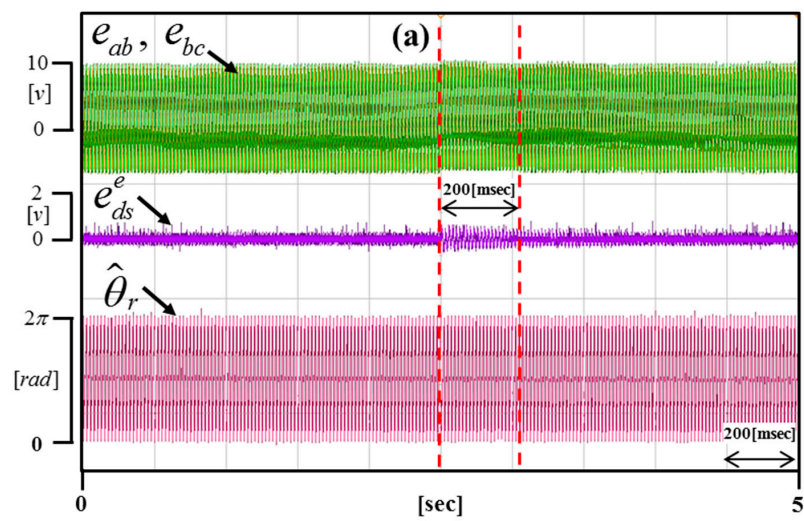 e_ab , e_bc
(a)
10
[v]
0
2
[v]
0
e^e_ds
200[msec]
θ̂_r
2π
[rad]
0
200[msec]
0
[sec]
5